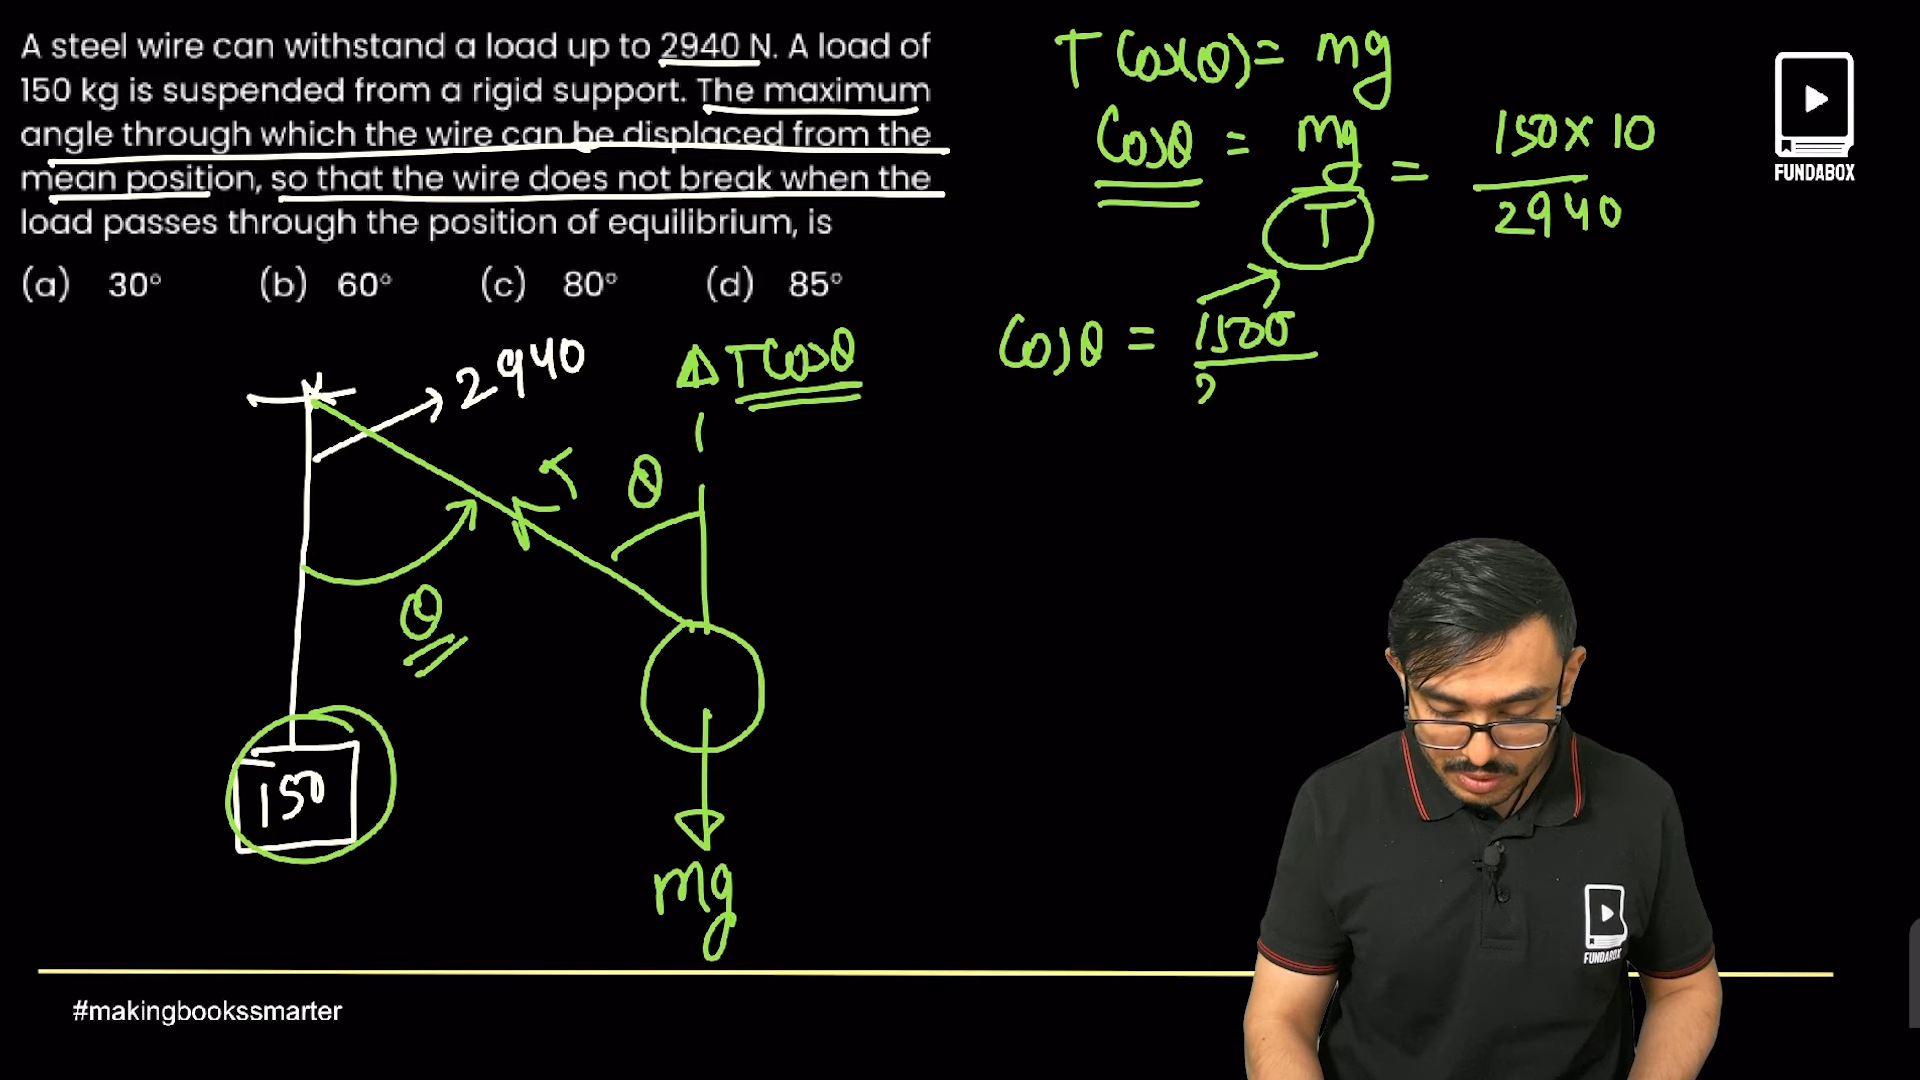 A steel wire can withstand a load up to 2940 N. A load of
150 kg is suspended from a rigid support. The maximum
angle through which the wire can be displaced from the
mean position, so that the wire does not break when the
load passes through the position of equilibrium, is
(a) 30° (b) 60° (c) 80° (d) 85°
T Cos(θ) = mg
Cosθ = mg/T = 150 x 10/2940
Cosθ = 1500
FUNDABOX
2940
T Cosθ
T
θ
θ
150
mg
FUNDABOX
#makingbookssmarter